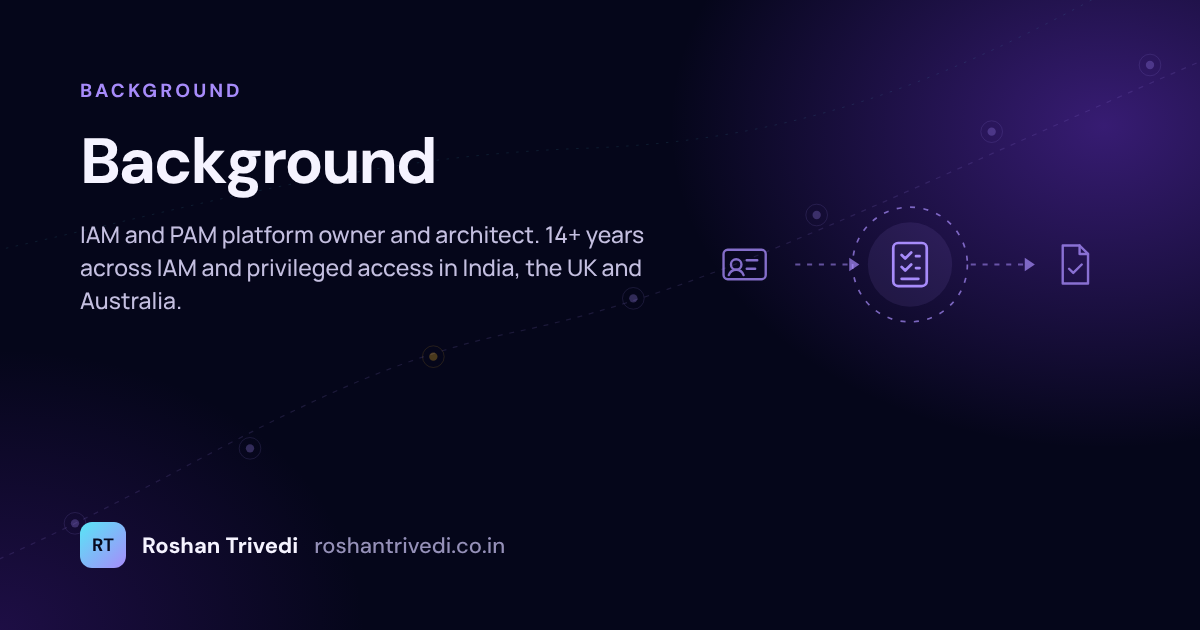 BACKGROUND
Background
IAM and PAM platform owner and architect. 14+ years
across IAM and privileged access in India, the UK and
Australia.
RT Roshan Trivedi roshantrivedi.co.in